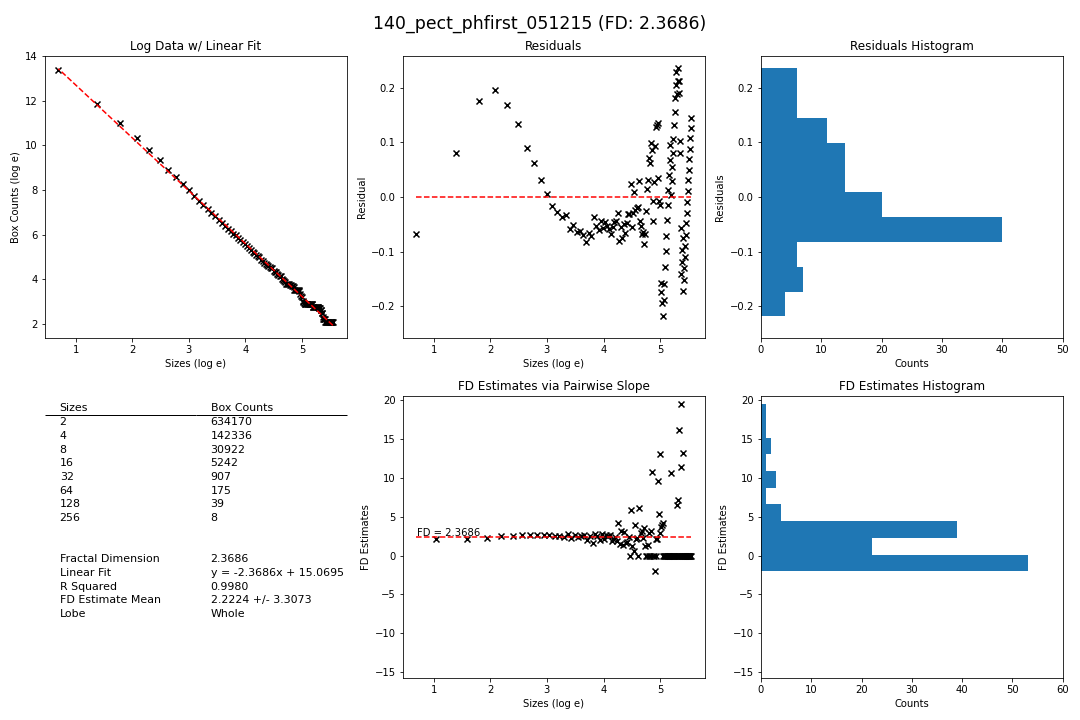 140_pect_phfirst_051215 (FD: 2.3686)
Log Data w/ Linear Fit
Box Counts (log e)
14
12
10
8
6
4
2
1 2 3 4 5
Sizes (log e)
Residuals
Residual
0.2
0.1
0.0
−0.1
−0.2
1 2 3 4 5
Sizes (log e)
Residuals Histogram
Residuals
0.2
0.1
0.0
−0.1
−0.2
0 10 20 30 40 50
Counts
Sizes Box Counts
2 634170
4 142336
8 30922
16 5242
32 907
64 175
128 39
256 8
Fractal Dimension 2.3686
Linear Fit y = -2.3686x + 15.0695
R Squared 0.9980
FD Estimate Mean 2.2224 +/- 3.3073
Lobe Whole
FD Estimates via Pairwise Slope
FD Estimates
20
15
10
5
0
−5
−10
−15
FD = 2.3686
1 2 3 4 5
Sizes (log e)
FD Estimates Histogram
FD Estimates
20
15
10
5
0
−5
−10
−15
0 10 20 30 40 50 60
Counts